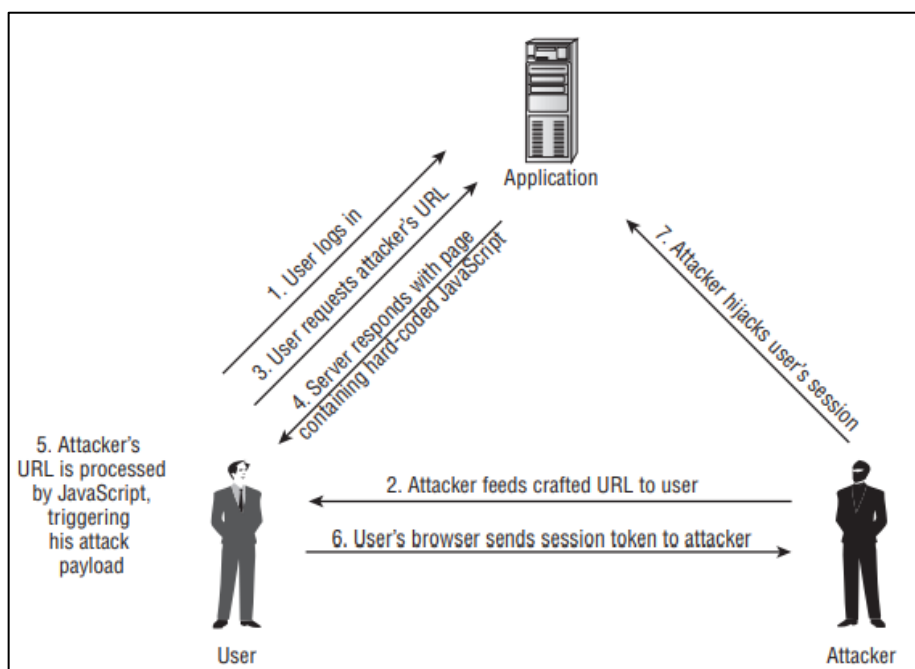 Application
1. User logs in
3. User requests attacker's URL
4. Server responds with page
containing hard-coded JavaScript
7. Attacker hijacks user's session
5. Attacker's
URL is processed
by JavaScript,
triggering
his attack
payload
2. Attacker feeds crafted URL to user
6. User's browser sends session token to attacker
User
Attacker